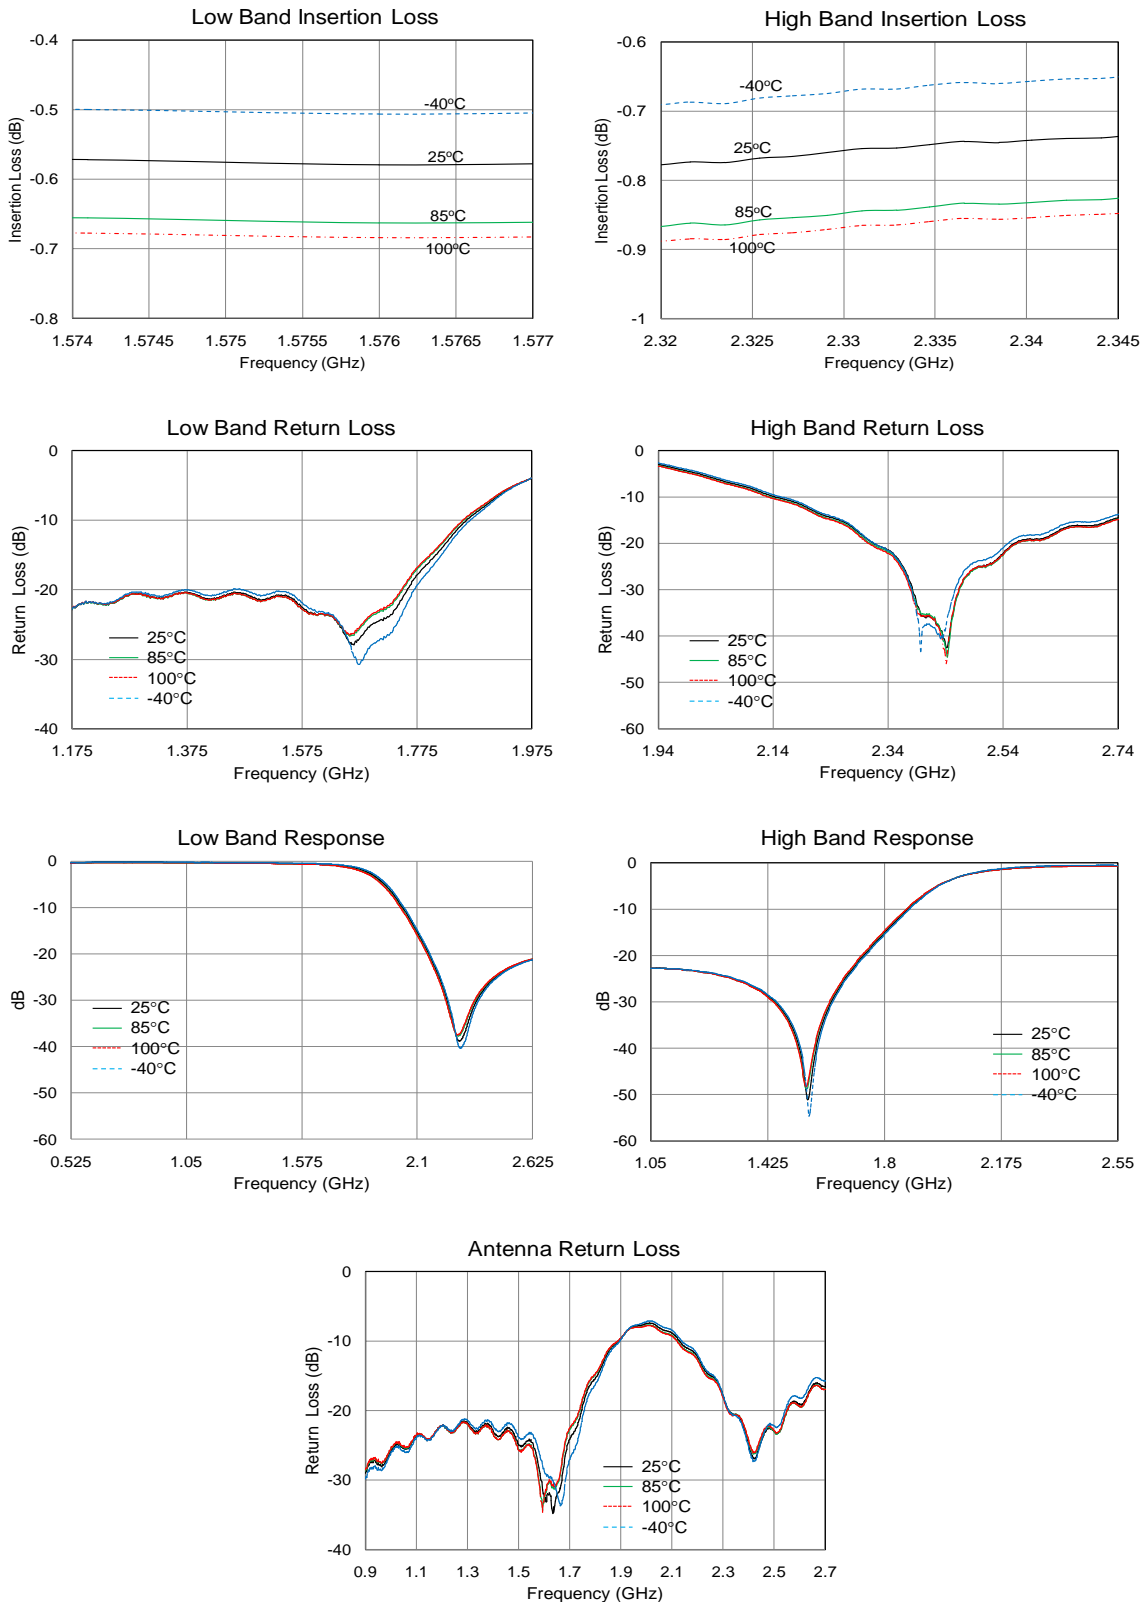 Low Band Insertion Loss
Insertion Loss (dB)
-0.4
-0.5
-0.6
-0.7
-0.8
-40°C
25°C
85°C
100°C
1.574 1.5745 1.575 1.5755 1.576 1.5765 1.577
Frequency (GHz)
High Band Insertion Loss
Insertion Loss (dB)
-0.6
-0.7
-0.8
-0.9
-1
-40°C
25°C
85°C
100°C
2.32 2.325 2.33 2.335 2.34 2.345
Frequency (GHz)
Low Band Return Loss
Return Loss (dB)
0
-10
-20
-30
-40
25°C
85°C
100°C
-40°C
1.175 1.375 1.575 1.775 1.975
Frequency (GHz)
High Band Return Loss
Return Loss (dB)
0
-10
-20
-30
-40
-50
-60
25°C
85°C
100°C
-40°C
1.94 2.14 2.34 2.54 2.74
Frequency (GHz)
Low Band Response
dB
0
-10
-20
-30
-40
-50
-60
25°C
85°C
100°C
-40°C
0.525 1.05 1.575 2.1 2.625
Frequency (GHz)
High Band Response
dB
0
-10
-20
-30
-40
-50
-60
25°C
85°C
100°C
-40°C
1.05 1.425 1.8 2.175 2.55
Frequency (GHz)
Antenna Return Loss
Return Loss (dB)
0
-10
-20
-30
-40
25°C
85°C
100°C
-40°C
0.9 1.1 1.3 1.5 1.7 1.9 2.1 2.3 2.5 2.7
Frequency (GHz)